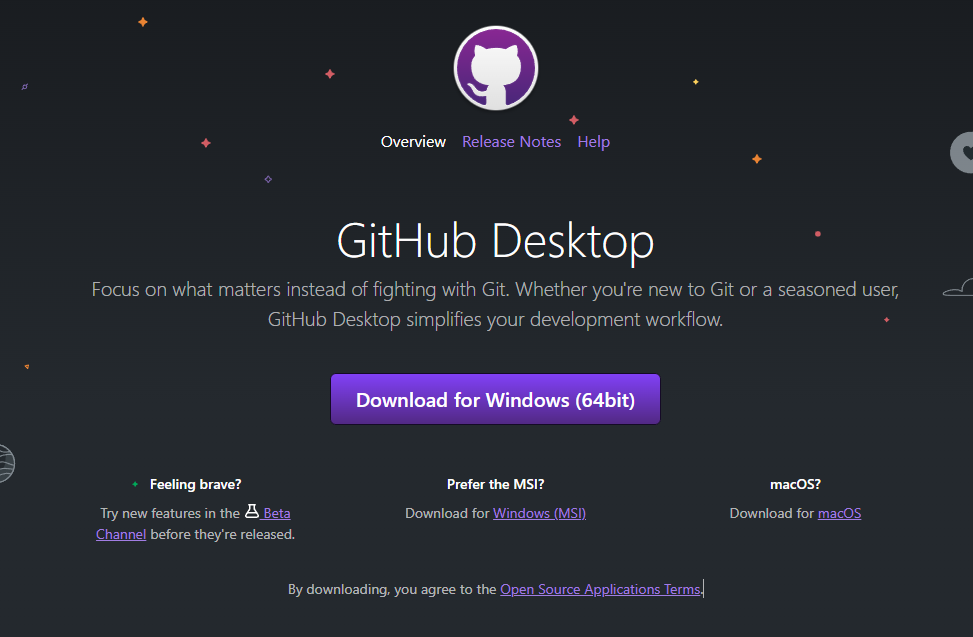 Overview Release Notes Help
GitHub Desktop
Focus on what matters instead of fighting with Git. Whether you're new to Git or a seasoned user,
GitHub Desktop simplifies your development workflow.
Download for Windows (64bit)
Feeling brave?
Try new features in the Beta
Channel before they're released.
Prefer the MSI?
Download for Windows (MSI)
macOS?
Download for macOS
By downloading, you agree to the Open Source Applications Terms.